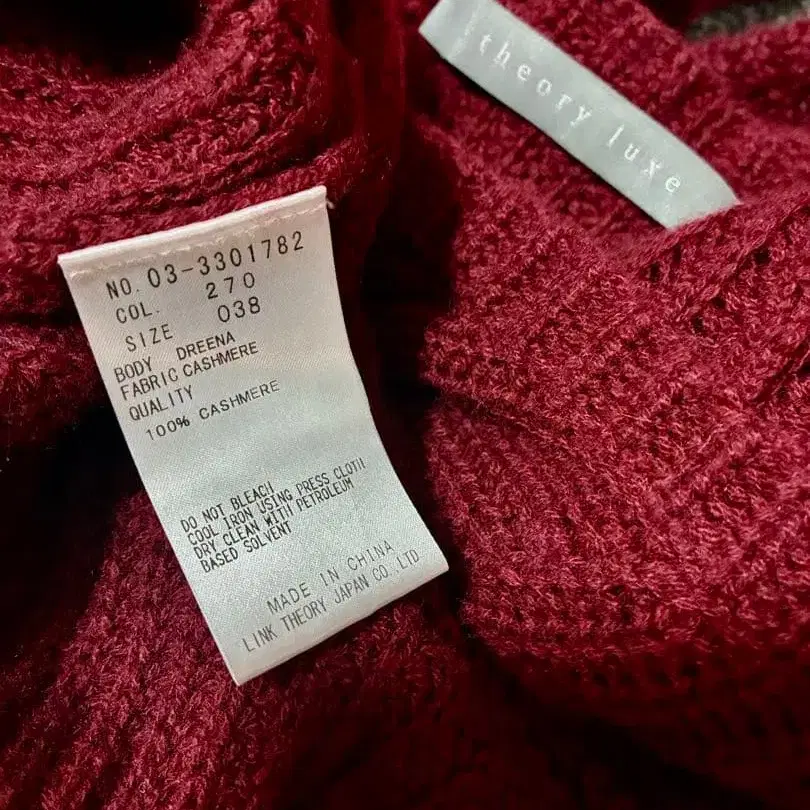 theory luxe
NO. 03-3301782
COL. 270
SIZE 038
BODY DREENA
FABRIC CASHMERE
QUALITY
100% CASHMERE
DO NOT BLEACH
COOL IRON USING PRESS CLOTH
DRY CLEAN WITH PETROLEUM
BASED SOLVENT
MADE IN CHINA
LINK THEORY JAPAN CO.,LTD